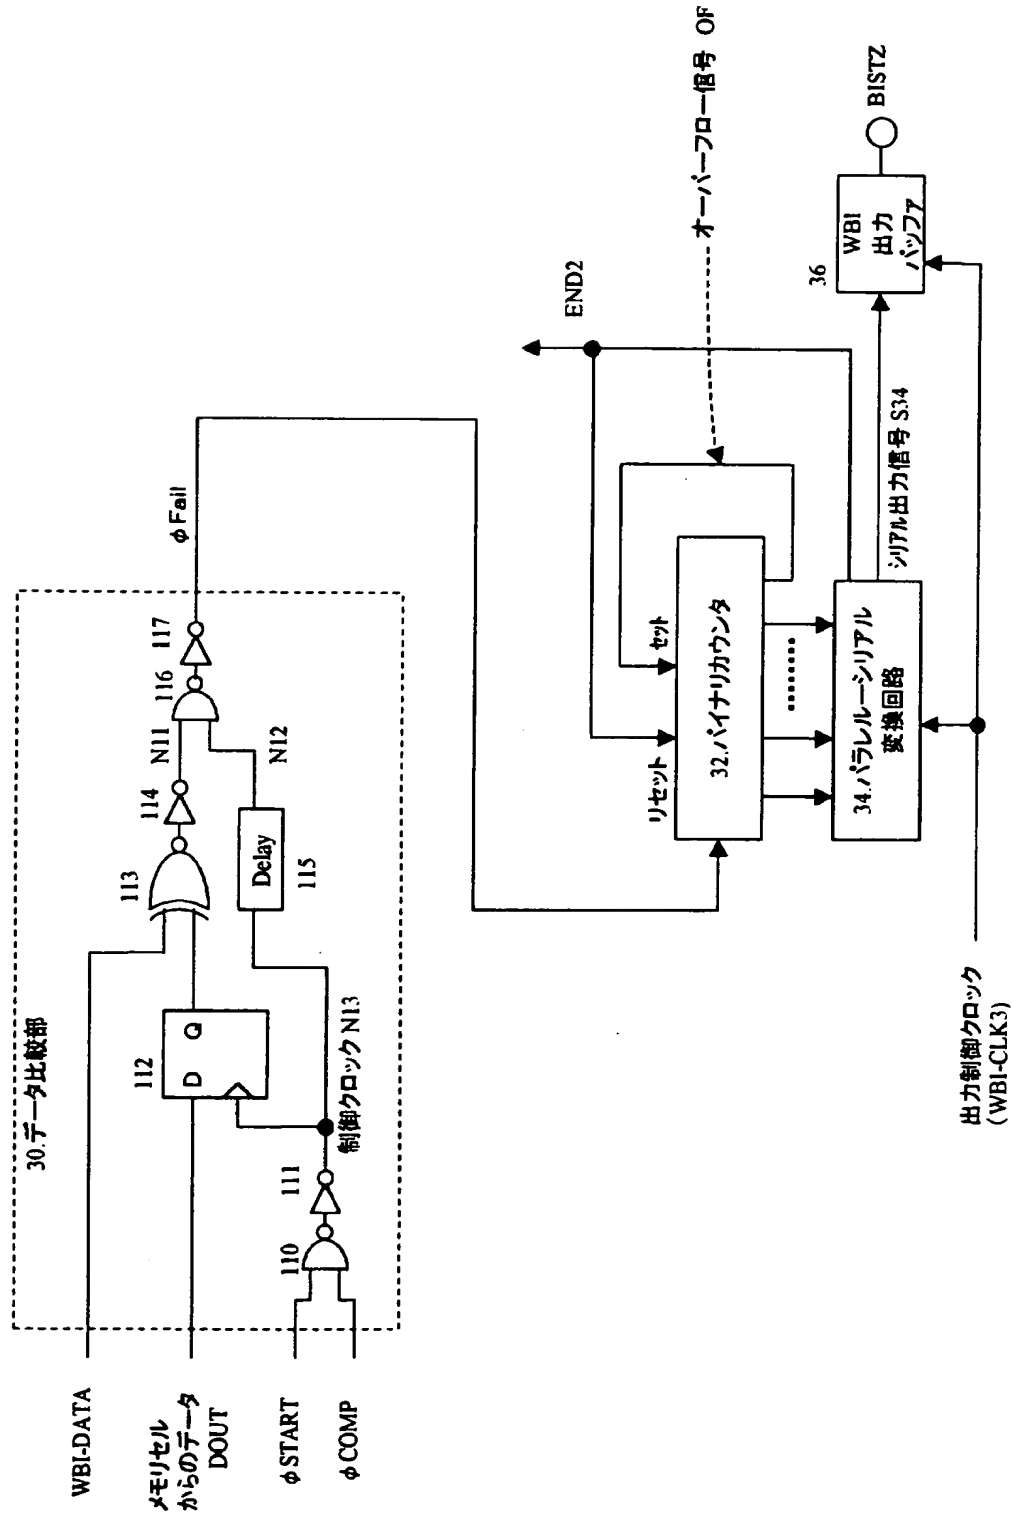 30.データ比較部
WBI-DATA
メモリセル
からのデータ
DOUT
φSTART
φCOMP
110
111
制御クロック N13
112
D
Q
113
114
Delay
115
N11
N12
116
117
φFail
リセット
セット
32.バイナリカウンタ
END2
オーバーフロー信号 OF
34.パラレルーシリアル
変換回路
シリアル出力信号 S34
36
WBI
出力
バッファ
BISTZ
出力制御クロック
(WBI-CLK3)